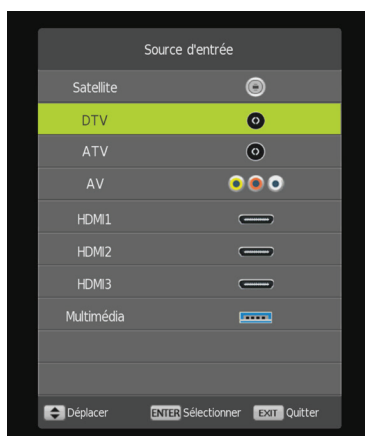 Source d'entrée
Satellite
DTV
ATV
AV
HDMI1
HDMI2
HDMI3
Multimédia
Déplacer ENTER Sélectionner EXIT Quitter